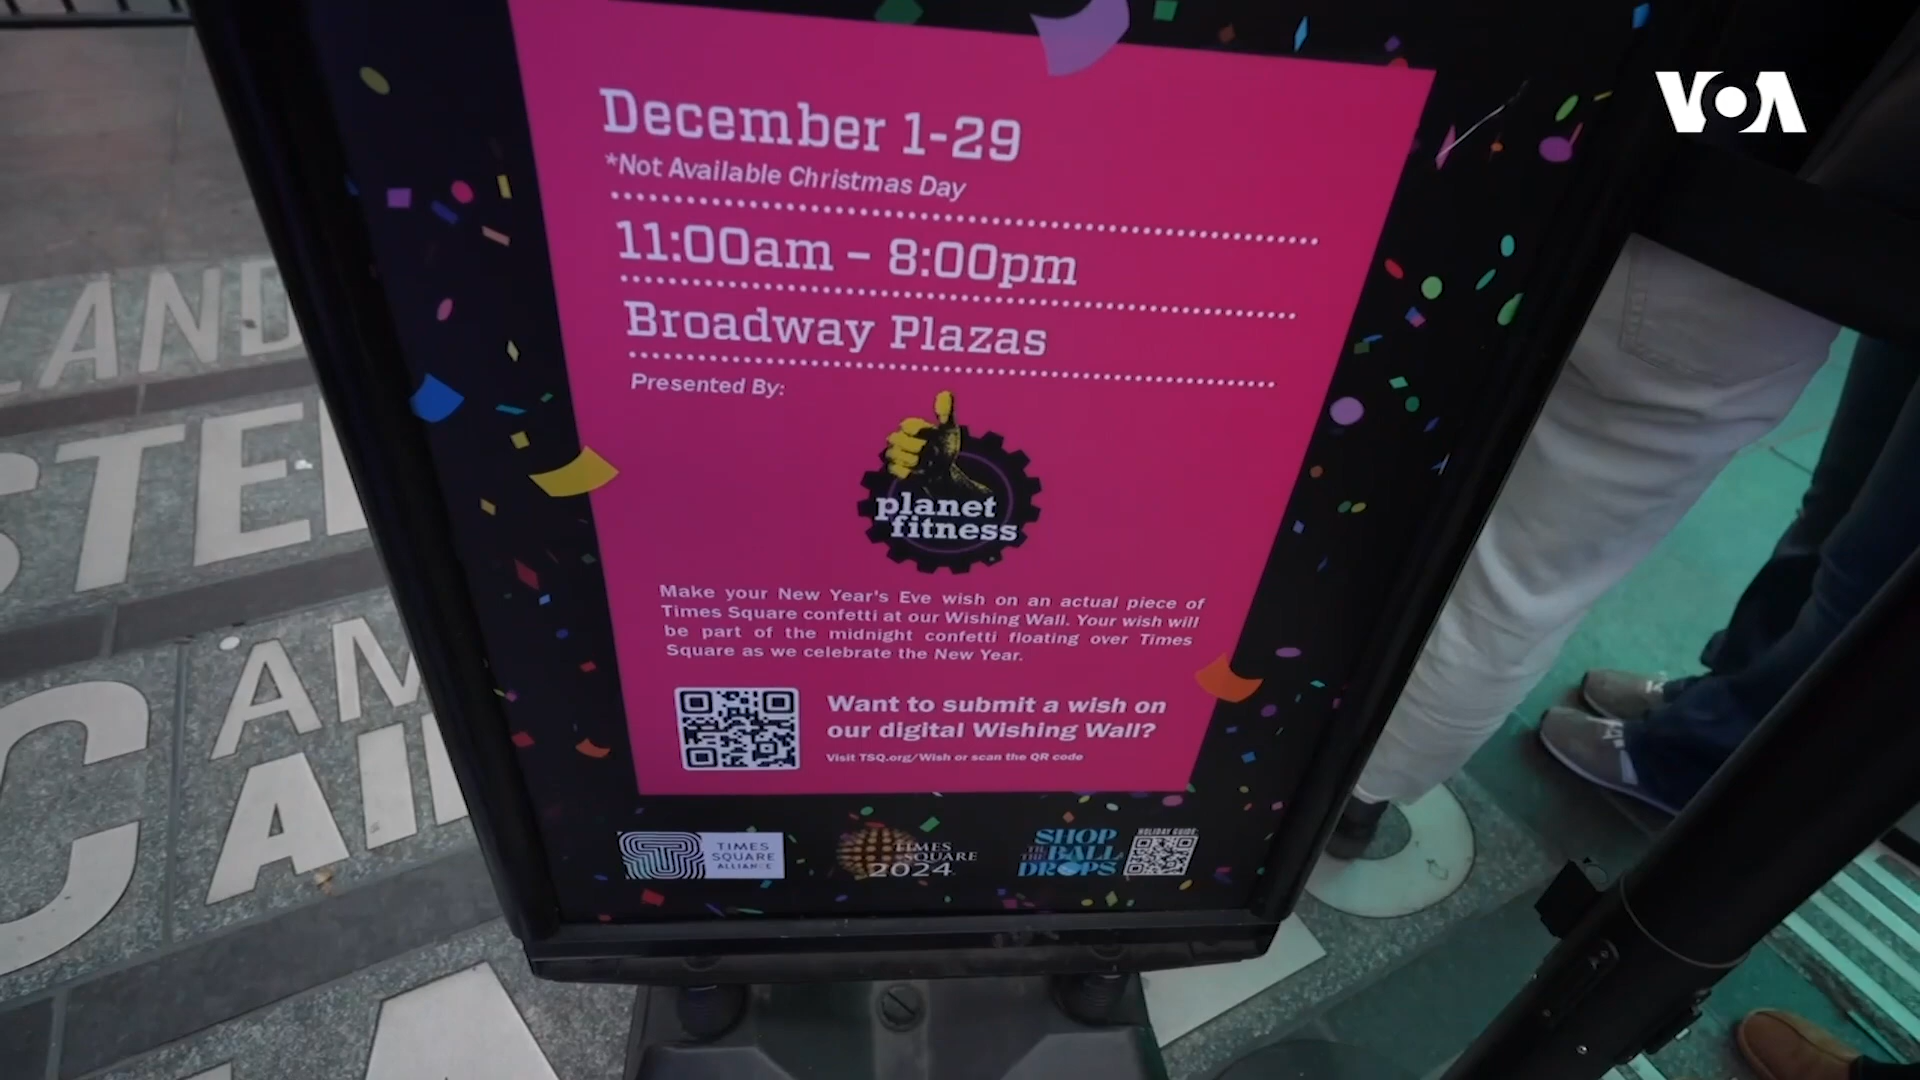 VOA
December 1-29
*Not Available Christmas Day
11:00am – 8:00pm
Broadway Plazas
Presented By:
planet
fitness
Make your New Year's Eve wish on an actual piece of
Times Square confetti at our Wishing Wall. Your wish will
be part of the midnight confetti floating over Times
Square as we celebrate the New Year.
Want to submit a wish on
our digital Wishing Wall?
Visit TSQ.org/Wish or scan the QR code
TIMES
SQUARE
ALLIANCE
TIMES
SQUARE
2024
SHOP
'TIL
THE BALL
DROPS
HOLIDAY GUIDE